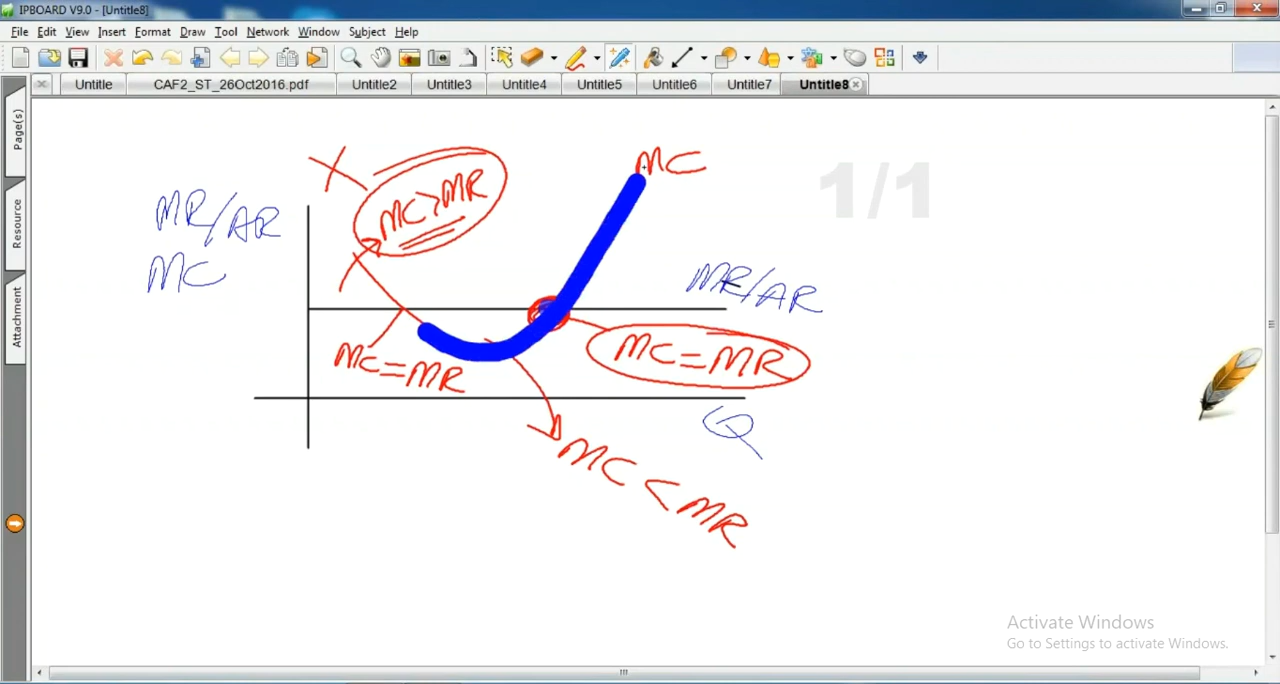 IPBOARD V9.0 - [Untitled8]
File Edit View Insert Format Draw Tool Network Window Subject Help
Untitle CAF2_ST_26Oct2016.pdf Untitle2 Untitle3 Untitle4 Untitle5 Untitle6 Untitle7 Untitle8
Page(s)
Resource
Attachment
1/1
MC
MC>MR
MR/AR
MC
MR/AR
MC=MR
MC=MR
Q
MC<MR
Activate Windows
Go to Settings to activate Windows.